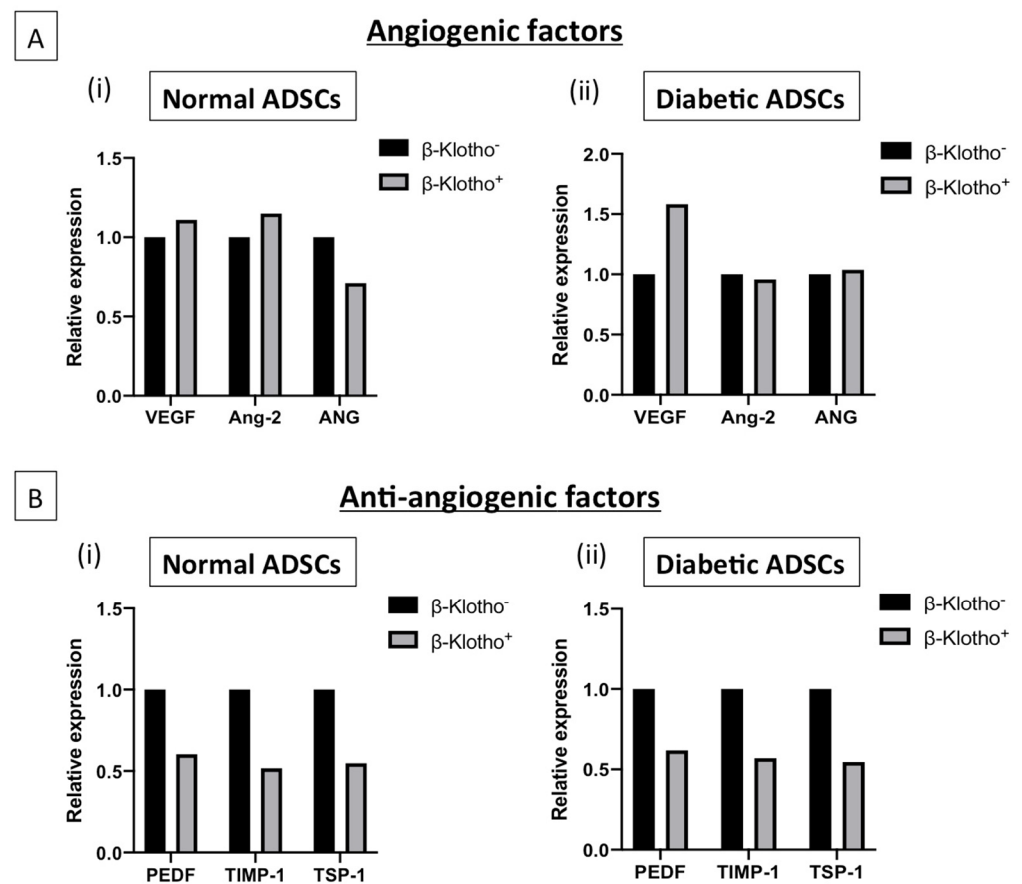 A
Angiogenic factors
(i)
Normal ADSCs
β-Klotho⁻
β-Klotho⁺
Relative expression
1.5
1.0
0.5
0.0
VEGF Ang-2 ANG
(ii)
Diabetic ADSCs
β-Klotho⁻
β-Klotho⁺
Relative expression
2.0
1.5
1.0
0.5
0.0
VEGF Ang-2 ANG
B
Anti-angiogenic factors
(i)
Normal ADSCs
β-Klotho⁻
β-Klotho⁺
Relative expression
1.5
1.0
0.5
0.0
PEDF TIMP-1 TSP-1
(ii)
Diabetic ADSCs
β-Klotho⁻
β-Klotho⁺
Relative expression
1.5
1.0
0.5
0.0
PEDF TIMP-1 TSP-1